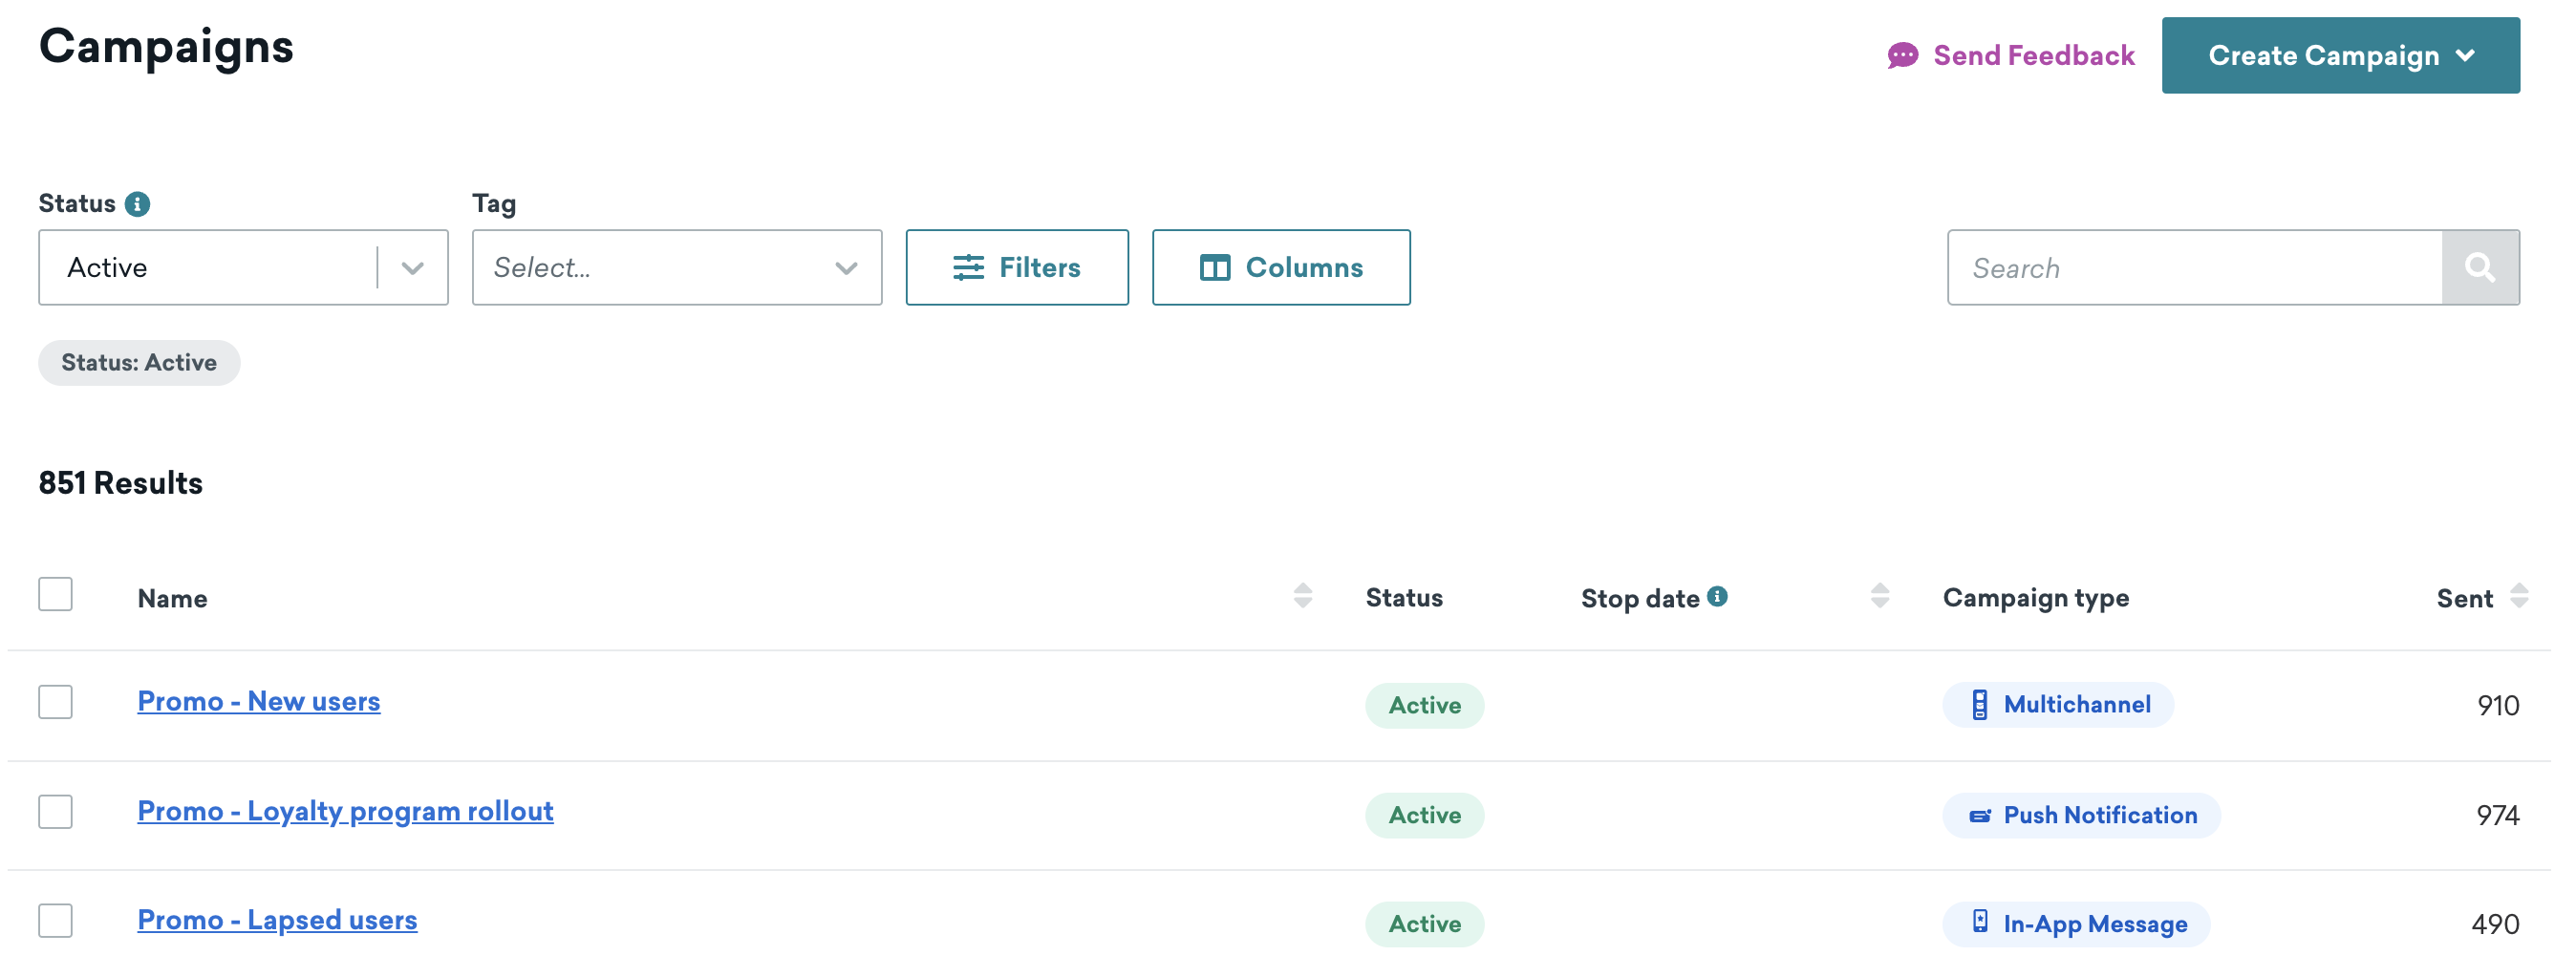 Campaigns
Send Feedback
Create Campaign
Status
Tag
Active
Select...
Filters
Columns
Search
Status: Active
851 Results
Name Status Stop date Campaign type Sent
Promo - New users Active Multichannel 910
Promo - Loyalty program rollout Active Push Notification 974
Promo - Lapsed users Active In-App Message 490